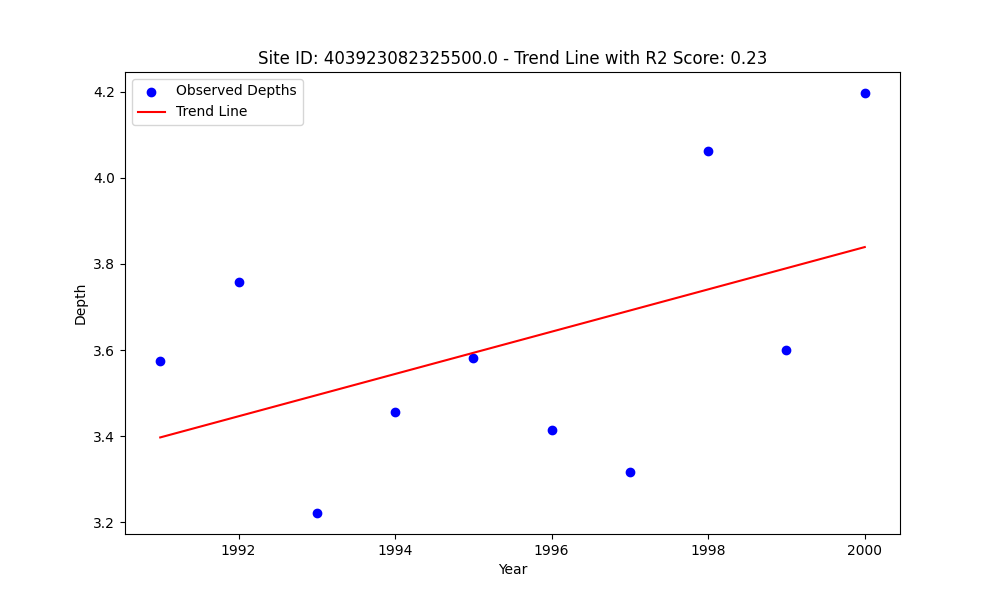 Site ID: 403923082325500.0 - Trend Line with R2 Score: 0.23
Observed Depths
Trend Line
4.2
4.0
3.8
3.6
3.4
3.2
Depth
1992
1994
1996
1998
2000
Year